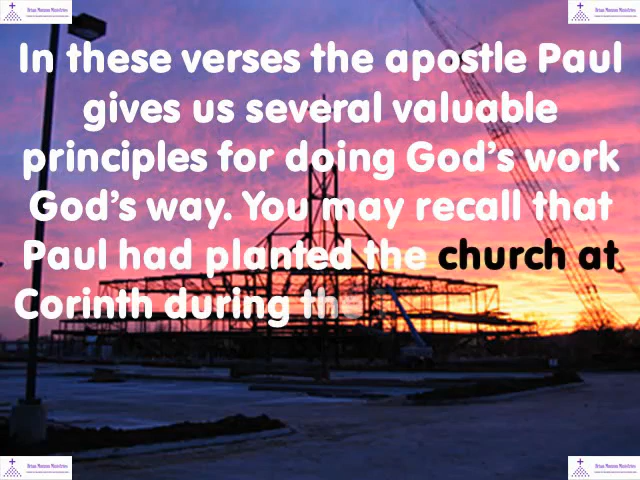 In these verses the apostle Paul
gives us several valuable
principles for doing God's work
God's way. You may recall that
Paul had planted the church at
Corinth during the